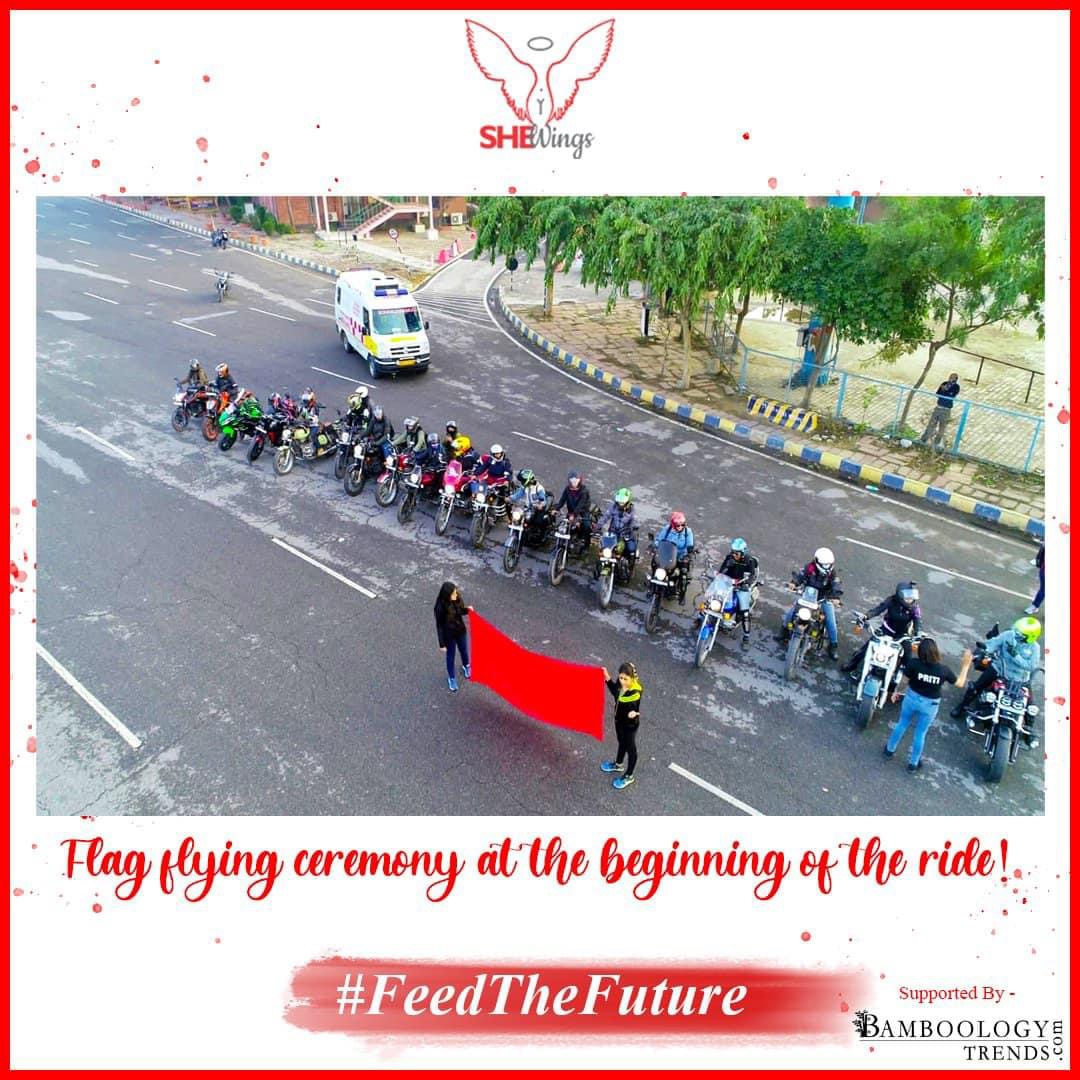 SHEWings
PRITI
Flag flying ceremony at the beginning of the ride!
#FeedTheFuture
Supported By -
BAMBOOLOGY
TRENDS.com